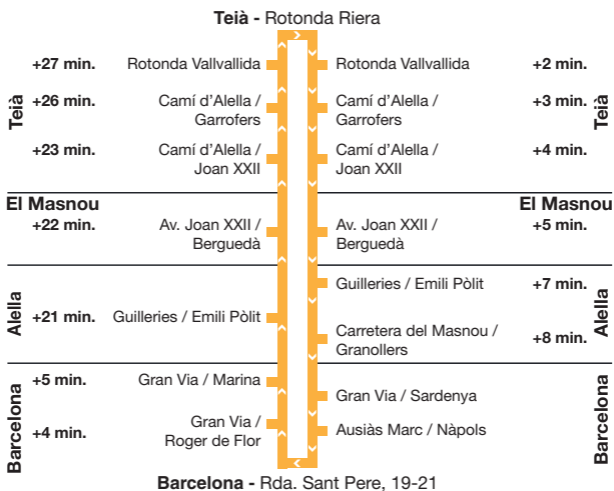 Teià - Rotonda Riera
+27 min. Rotonda Vallvallida Rotonda Vallvallida +2 min.
Teià
+26 min. Camí d'Alella / Camí d'Alella / +3 min.
Garrofers Garrofers
Teià
+23 min. Camí d'Alella / Camí d'Alella / +4 min.
Joan XXII Joan XXII
El Masnou El Masnou
+22 min. Av. Joan XXII / Av. Joan XXII / +5 min.
Berguedà Berguedà
Alella
Guilleries / Emili Pòlit +7 min.
+21 min. Guilleries / Emili Pòlit
Alella
Carretera del Masnou / +8 min.
Granollers
Barcelona
+5 min. Gran Via / Marina
Gran Via / Sardenya
Barcelona
+4 min. Gran Via / Ausiàs Marc / Nàpols
Roger de Flor
Barcelona - Rda. Sant Pere, 19-21